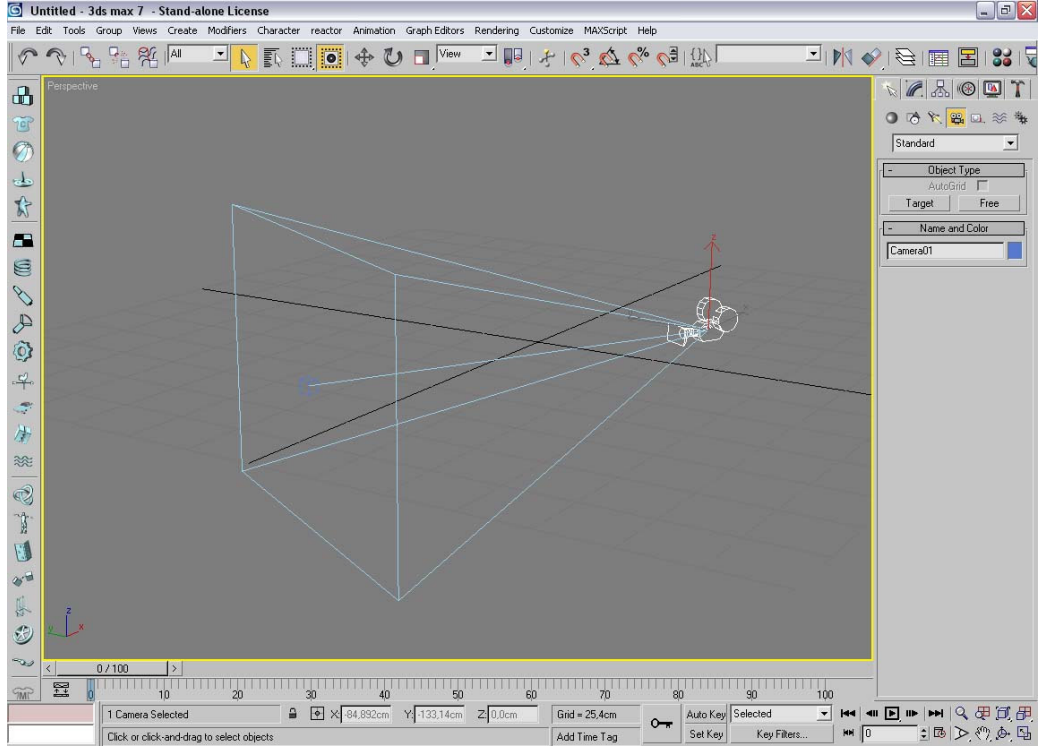 Untitled - 3ds max 7 - Stand-alone License
File Edit Tools Group Views Create Modifiers Character reactor Animation Graph Editors Rendering Customize MAXScript Help
All View ABC
Perspective
Standard
- Object Type
AutoGrid
Target Free
- Name and Color
Camera01
z
x
z
y x
< 0 / 100 >
0 10 20 30 40 50 60 70 80 90 100
1 Camera Selected X: -84,892cm Y: -133,14cm Z: 0,0cm Grid = 25,4cm Auto Key Selected
Click or click-and-drag to select objects Add Time Tag Set Key Key Filters... 0